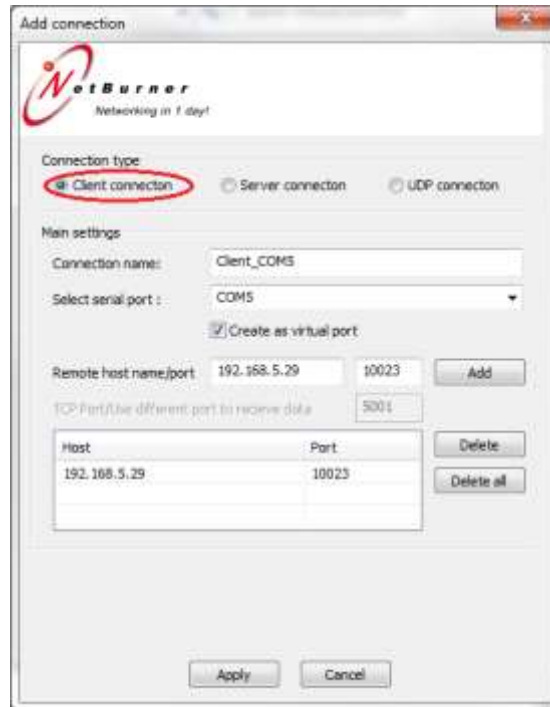 Add connection
NetBurner
Networking in 1 day!
Connection type
Client connecton
Server connecton
UDP connecton
Main settings
Connection name:
Client_COM5
Select serial port :
COM5
Create as virtual port
Remote host name/port
192.168.5.29
10023
Add
TCP Port/Use different port to recieve data
5001
Host
Port
Delete
192.168.5.29
10023
Delete all
Apply
Cancel